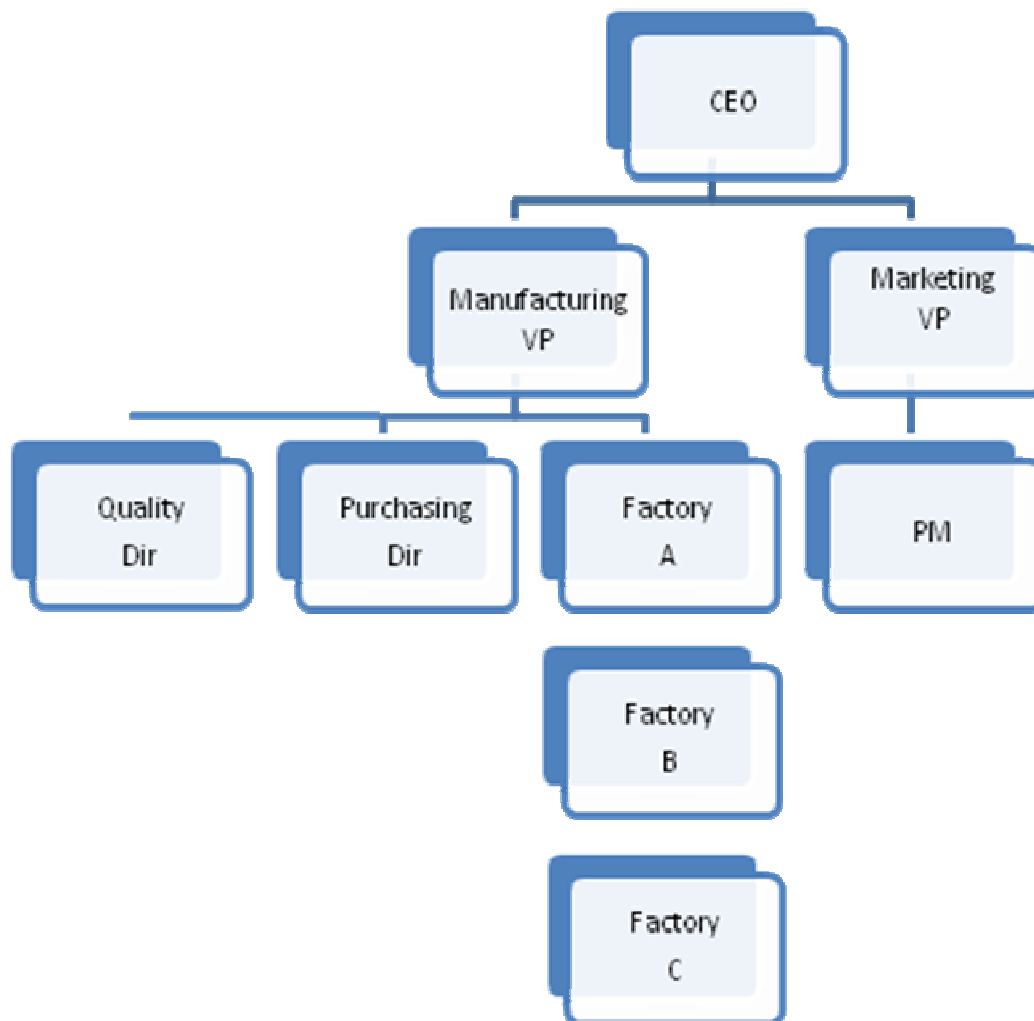 CEO
Manufacturing
VP
Marketing
VP
Quality
Dir
Purchasing
Dir
Factory
A
PM
Factory
B
Factory
C